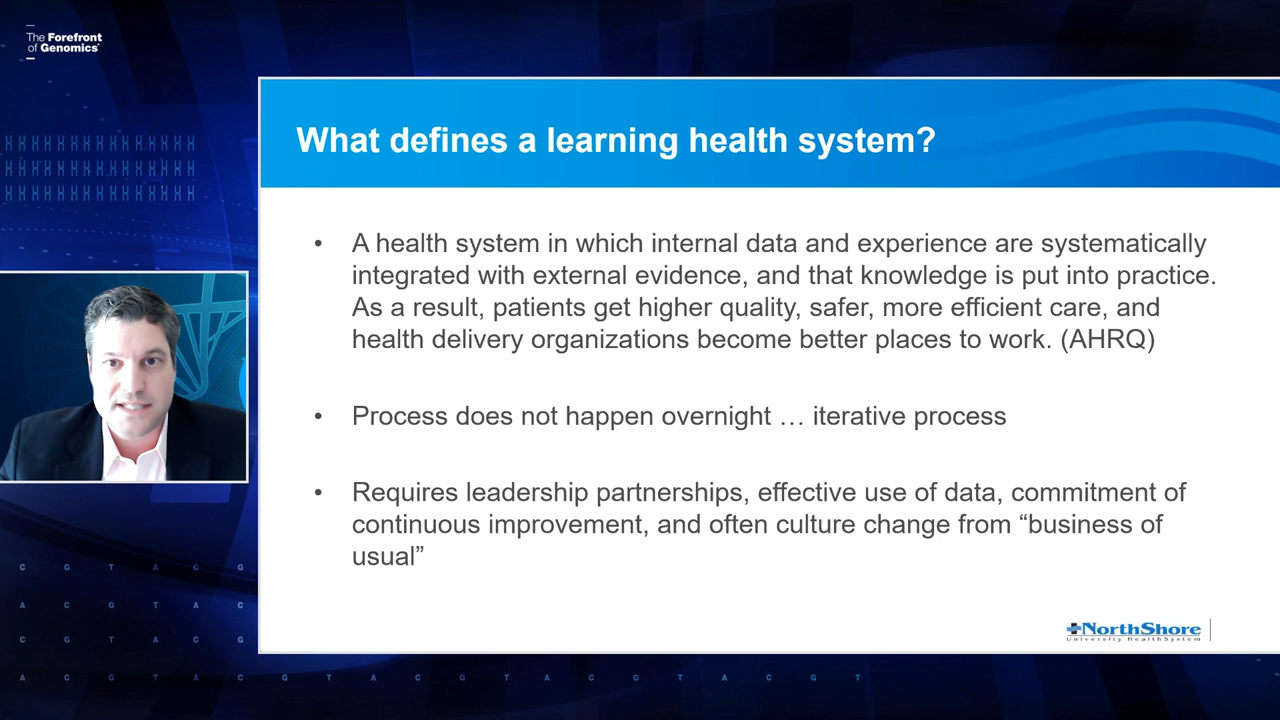 The Forefront
of Genomics®
What defines a learning health system?
• A health system in which internal data and experience are systematically
integrated with external evidence, and that knowledge is put into practice.
As a result, patients get higher quality, safer, more efficient care, and
health delivery organizations become better places to work. (AHRQ)
• Process does not happen overnight … iterative process
• Requires leadership partnerships, effective use of data, commitment of
continuous improvement, and often culture change from “business of
usual”
NorthShore
University HealthSystem
C G T A C G
A C G T A C
C G T A C G
A C G T A C G T A C G T A C G T A C G T